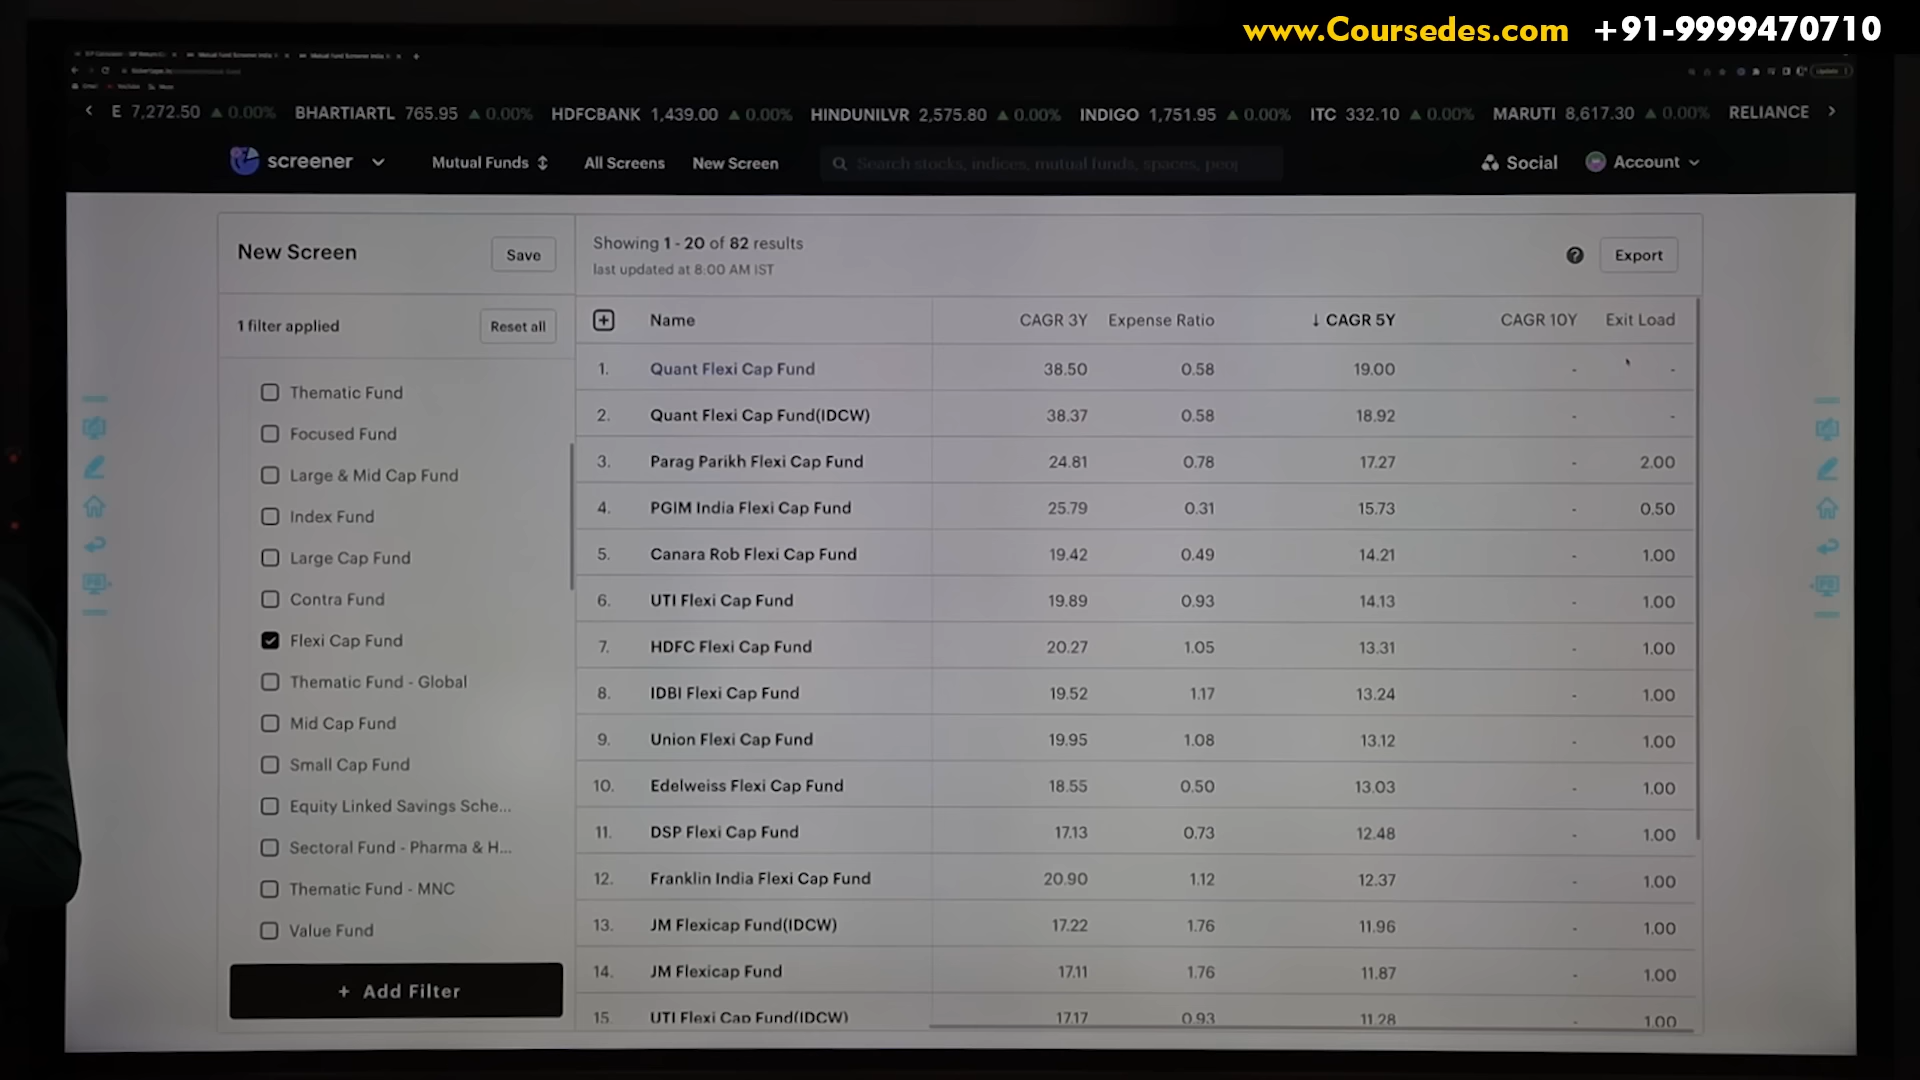 www.Coursedes.com +91-9999470710
E 7,272.50 ▲ 0.00% BHARTIARTL 765.95 ▲ 0.00% HDFCBANK 1,439.00 ▲ 0.00% HINDUNILVR 2,575.80 ▲ 0.00% INDIGO 1,751.95 ▲ 0.00% ITC 332.10 ▲ 0.00% MARUTI 8,617.30 ▲ 0.00% RELIANCE
screener Mutual Funds All Screens New Screen Search stocks, indices, mutual funds, spaces, Social Account
New Screen Save
1 filter applied Reset all
Thematic Fund
Focused Fund
Large & Mid Cap Fund
Index Fund
Large Cap Fund
Contra Fund
Flexi Cap Fund
Thematic Fund - Global
Mid Cap Fund
Small Cap Fund
Equity Linked Savings Sche...
Sectoral Fund - Pharma & H...
Thematic Fund - MNC
Value Fund
+ Add Filter
Showing 1 - 20 of 82 results
last updated at 8:00 AM IST
? Export
Name CAGR 3Y Expense Ratio ↓ CAGR 5Y CAGR 10Y Exit Load
1. Quant Flexi Cap Fund 38.50 0.58 19.00 - -
2. Quant Flexi Cap Fund(IDCW) 38.37 0.58 18.92 - -
3. Parag Parikh Flexi Cap Fund 24.81 0.78 17.27 - 2.00
4. PGIM India Flexi Cap Fund 25.79 0.31 15.73 - 0.50
5. Canara Rob Flexi Cap Fund 19.42 0.49 14.21 - 1.00
6. UTI Flexi Cap Fund 19.89 0.93 14.13 - 1.00
7. HDFC Flexi Cap Fund 20.27 1.05 13.31 - 1.00
8. IDBI Flexi Cap Fund 19.52 1.17 13.24 - 1.00
9. Union Flexi Cap Fund 19.95 1.08 13.12 - 1.00
10. Edelweiss Flexi Cap Fund 18.55 0.50 13.03 - 1.00
11. DSP Flexi Cap Fund 17.13 0.73 12.48 - 1.00
12. Franklin India Flexi Cap Fund 20.90 1.12 12.37 - 1.00
13. JM Flexicap Fund(IDCW) 17.22 1.76 11.96 - 1.00
14. JM Flexicap Fund 17.11 1.76 11.87 - 1.00
15. UTI Flexi Cap Fund(IDCW) 17.17 0.93 11.28 - 1.00